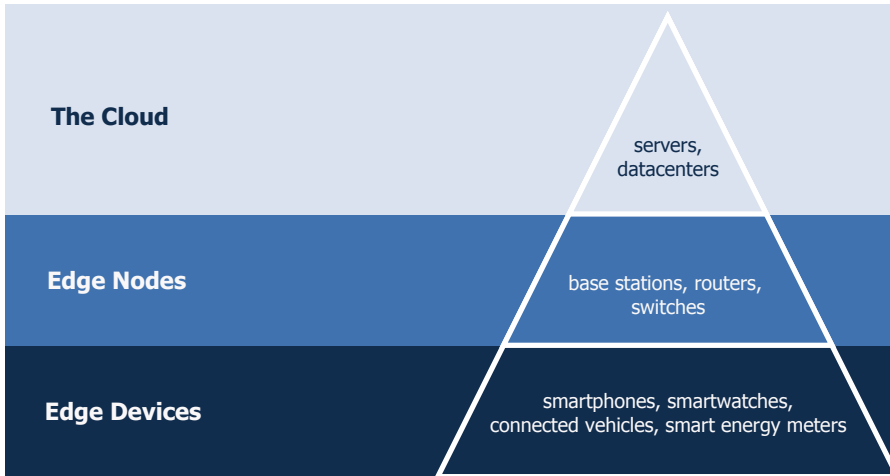 The Cloud
servers,
datacenters
Edge Nodes
base stations, routers,
switches
Edge Devices
smartphones, smartwatches,
connected vehicles, smart energy meters